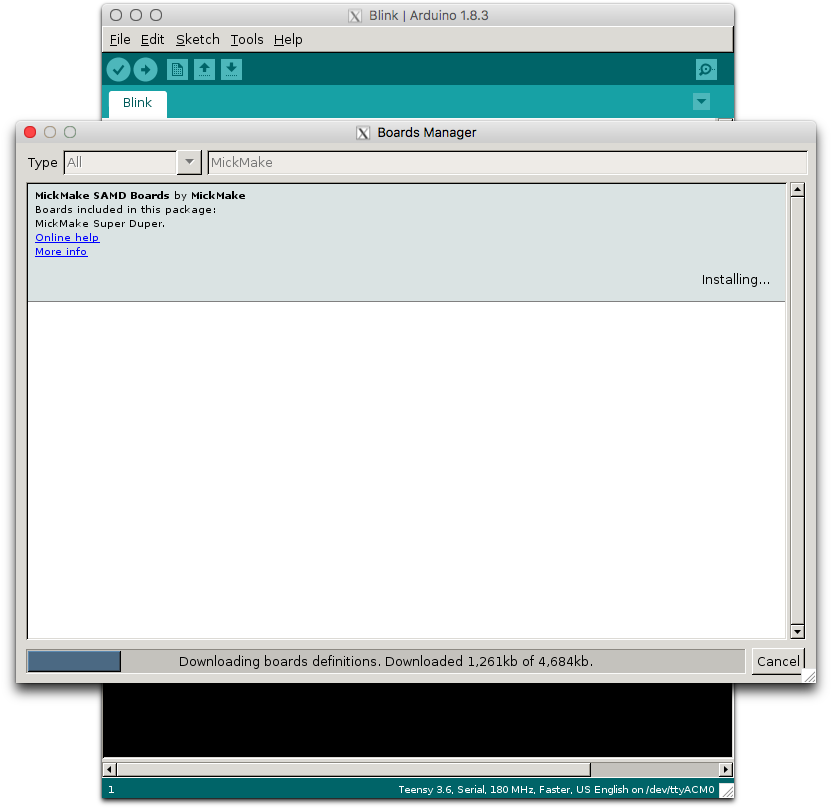 Blink | Arduino 1.8.3
File Edit Sketch Tools Help
Blink
Boards Manager
Type All MickMake
MickMake SAMD Boards by MickMake
Boards included in this package:
MickMake Super Duper.
Online help
More info
Installing...
Downloading boards definitions. Downloaded 1,261kb of 4,684kb. Cancel
1 Teensy 3.6, Serial, 180 MHz, Faster, US English on /dev/ttyACM0